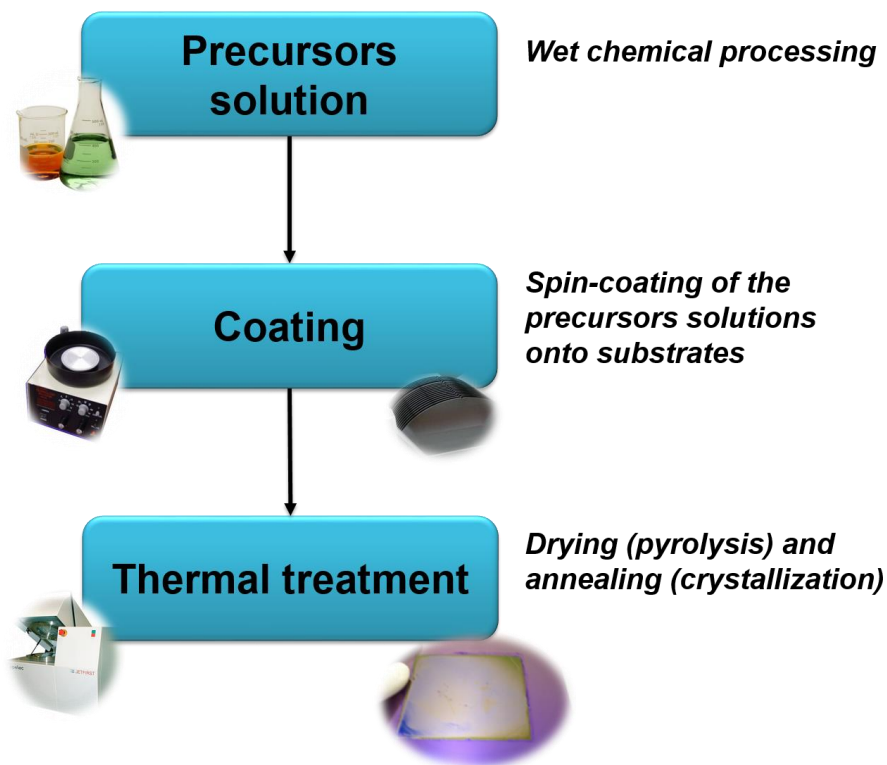 Precursors
solution
Wet chemical processing
Coating
Spin-coating of the
precursors solutions
onto substrates
Thermal treatment
Drying (pyrolysis) and
annealing (crystallization)
JETFIRST